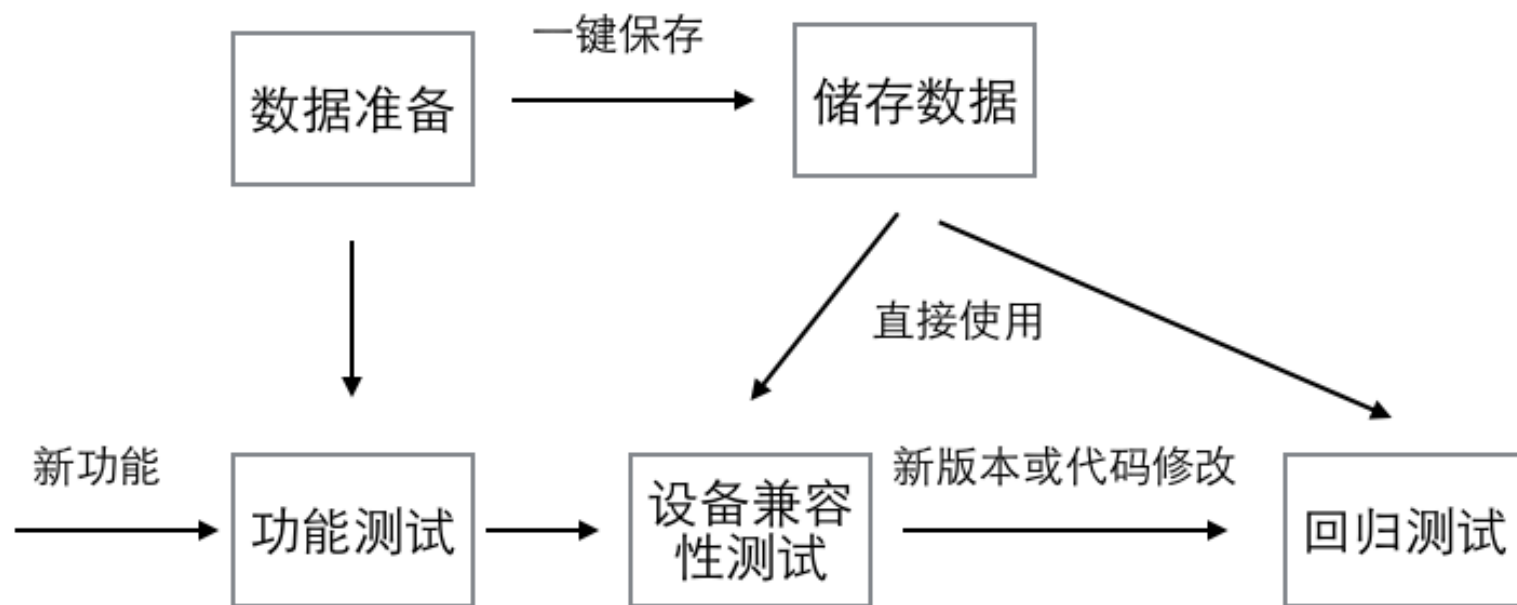 一键保存
数据准备
储存数据
直接使用
新功能
新版本或代码修改
功能测试
设备兼容
性测试
回归测试